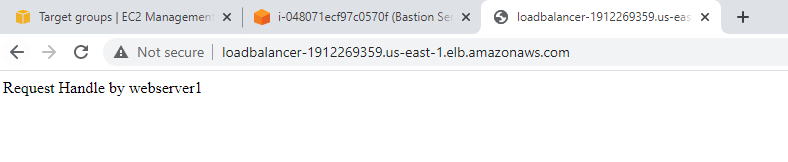 Target groups | EC2 Management
i-048071ecf97c0570f (Bastion Ser
loadbalancer-1912269359.us-eas
Not secure | loadbalancer-1912269359.us-east-1.elb.amazonaws.com
Request Handle by webserver1